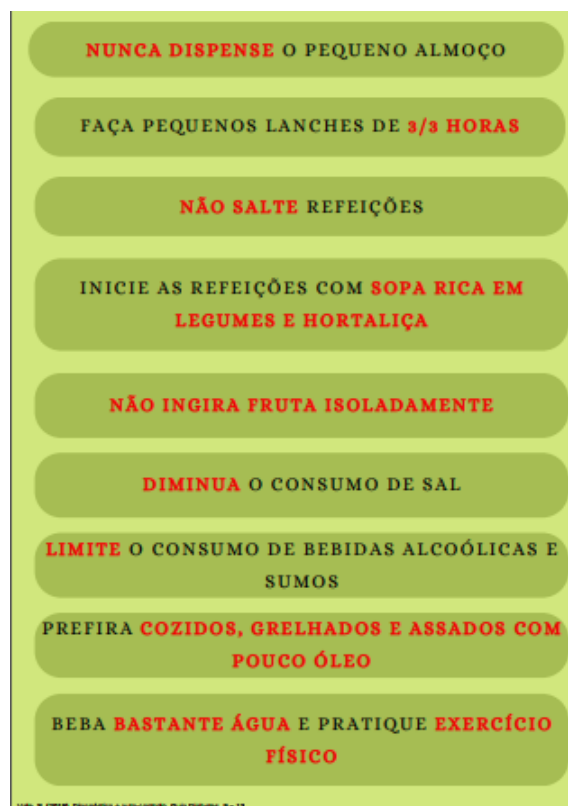 NUNCA DISPENSE O PEQUENO ALMOÇO
FAÇA PEQUENOS LANCHES DE 3/3 HORAS
NÃO SALTE REFEIÇÕES
INICIE AS REFEIÇÕES COM SOPA RICA EM
LEGUMES E HORTALIÇA
NÃO INGIRA FRUTA ISOLADAMENTE
DIMINUA O CONSUMO DE SAL
LIMITE O CONSUMO DE BEBIDAS ALCOÓLICAS E
SUMOS
PREFIRA COZIDOS, GRELHADOS E ASSADOS COM
POUCO ÓLEO
BEBA BASTANTE ÁGUA E PRATIQUE EXERCÍCIO
FÍSICO